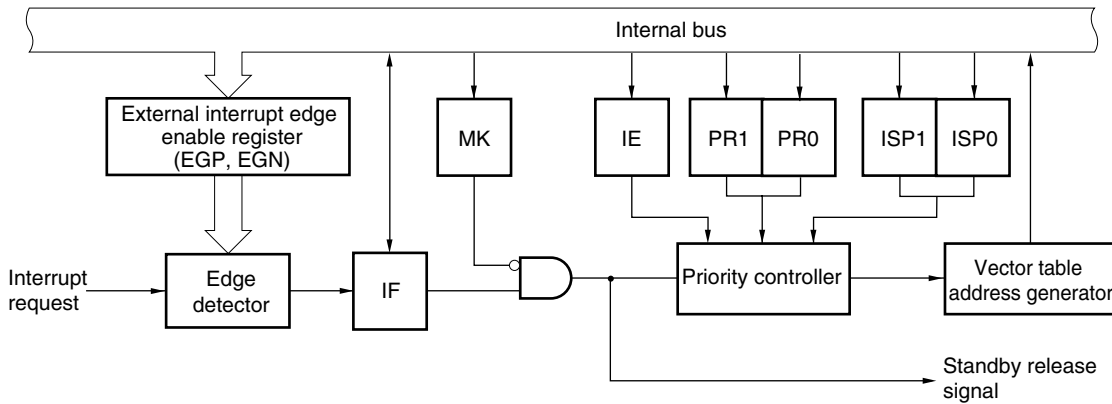 Internal bus
External interrupt edge
enable register
(EGP, EGN)
MK
IE
PR1
PR0
ISP1
ISP0
Interrupt
request
Edge
detector
IF
Priority controller
Vector table
address generator
Standby release
signal